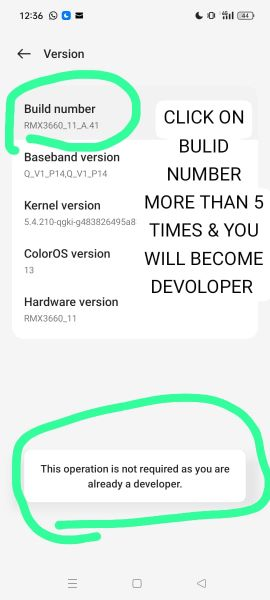 12:36
44
Version
Build number
RMX3660_11_A.41
CLICK ON
BULID
NUMBER
MORE THAN 5
TIMES & YOU
WILL BECOME
DEVOLOPER
Baseband version
Q_V1_P14,Q_V1_P14
Kernel version
5.4.210-qgki-g483826495a8
ColorOS version
13
Hardware version
RMX3660_11
This operation is not required as you are
already a developer.